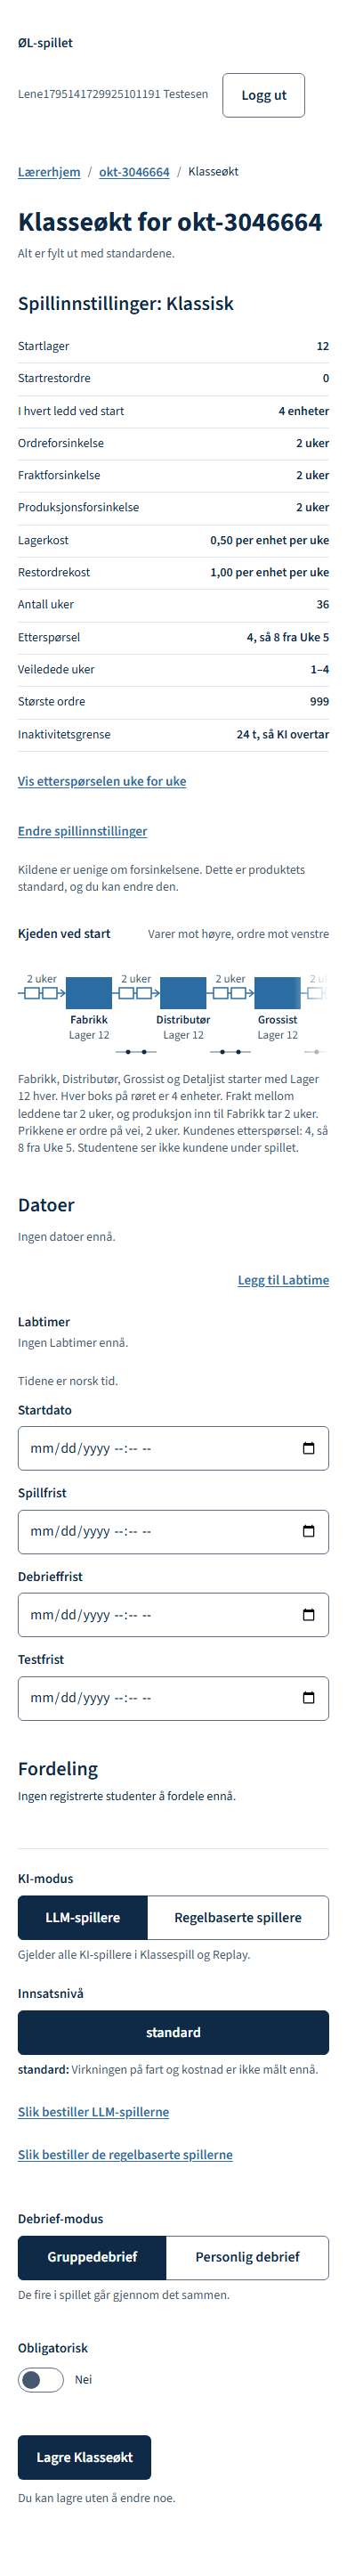 ØL-spillet
Lene1795141729925101191 Testesen
Logg ut
Lærerhjem / okt-3046664 / Klasseøkt
Klasseøkt for okt-3046664
Alt er fylt ut med standardene.
Spillinnstillinger: Klassisk
Startlager 12
Startrestordre 0
I hvert ledd ved start 4 enheter
Ordreforsinkelse 2 uker
Fraktforsinkelse 2 uker
Produksjonsforsinkelse 2 uker
Lagerkost 0,50 per enhet per uke
Restordrekost 1,00 per enhet per uke
Antall uker 36
Etterspørsel 4, så 8 fra Uke 5
Veiledede uker 1–4
Største ordre 999
Inaktivitetsgrense 24 t, så KI overtar
Vis etterspørselen uke for uke
Endre spillinnstillinger
Kildene er uenige om forsinkelsene. Dette er produktets
standard, og du kan endre den.
Kjeden ved start Varer mot høyre, ordre mot venstre
2 uker 2 uker 2 uker 2
Fabrikk Distributør Grossist
Lager 12 Lager 12 Lager 12
Fabrikk, Distributør, Grossist og Detaljist starter med Lager
12 hver. Hver boks på røret er 4 enheter. Frakt mellom
leddene tar 2 uker, og produksjon inn til Fabrikk tar 2 uker.
Prikkene er ordre på vei, 2 uker. Kundenes etterspørsel: 4, så
8 fra Uke 5. Studentene ser ikke kundene under spillet.
Datoer
Ingen datoer ennå.
Legg til Labtime
Labtimer
Ingen Labtimer ennå.
Tidene er norsk tid.
Startdato
mm/dd/yyyy --:-- --
Spillfrist
mm/dd/yyyy --:-- --
Debrieffrist
mm/dd/yyyy --:-- --
Testfrist
mm/dd/yyyy --:-- --
Fordeling
Ingen registrerte studenter å fordele ennå.
KI-modus
LLM-spillere Regelbaserte spillere
Gjelder alle KI-spillere i Klassespill og Replay.
Innsatsnivå
standard
standard: Virkningen på fart og kostnad er ikke målt ennå.
Slik bestiller LLM-spillerne
Slik bestiller de regelbaserte spillerne
Debrief-modus
Gruppedebrief Personlig debrief
De fire i spillet går gjennom det sammen.
Obligatorisk
Nei
Lagre Klasseøkt
Du kan lagre uten å endre noe.